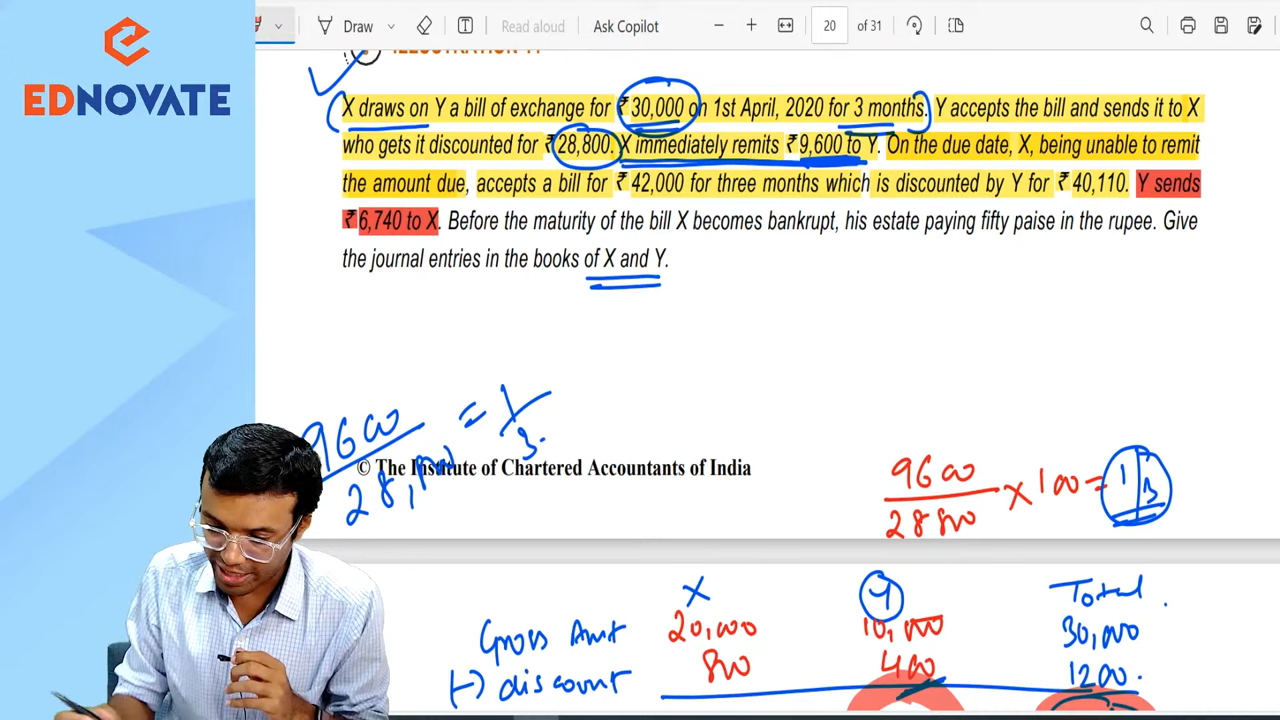 EDNOVATE
Draw
Read aloud
Ask Copilot
20 of 31
X draws on Y a bill of exchange for ₹ 30,000 on 1st April, 2020 for 3 months. Y accepts the bill and sends it to X
who gets it discounted for ₹ 28,800. X immediately remits ₹ 9,600 to Y. On the due date, X, being unable to remit
the amount due, accepts a bill for ₹ 42,000 for three months which is discounted by Y for ₹ 40,110. Y sends
₹ 6,740 to X. Before the maturity of the bill X becomes bankrupt, his estate paying fifty paise in the rupee. Give
the journal entries in the books of X and Y.
9600
28,800
= 1/3.
© The Institute of Chartered Accountants of India
9600
28800
X 100 = 1/3
X Y Total
Gross Amt 20,000 10,000 30,000
(-) discount 800 400 1200.